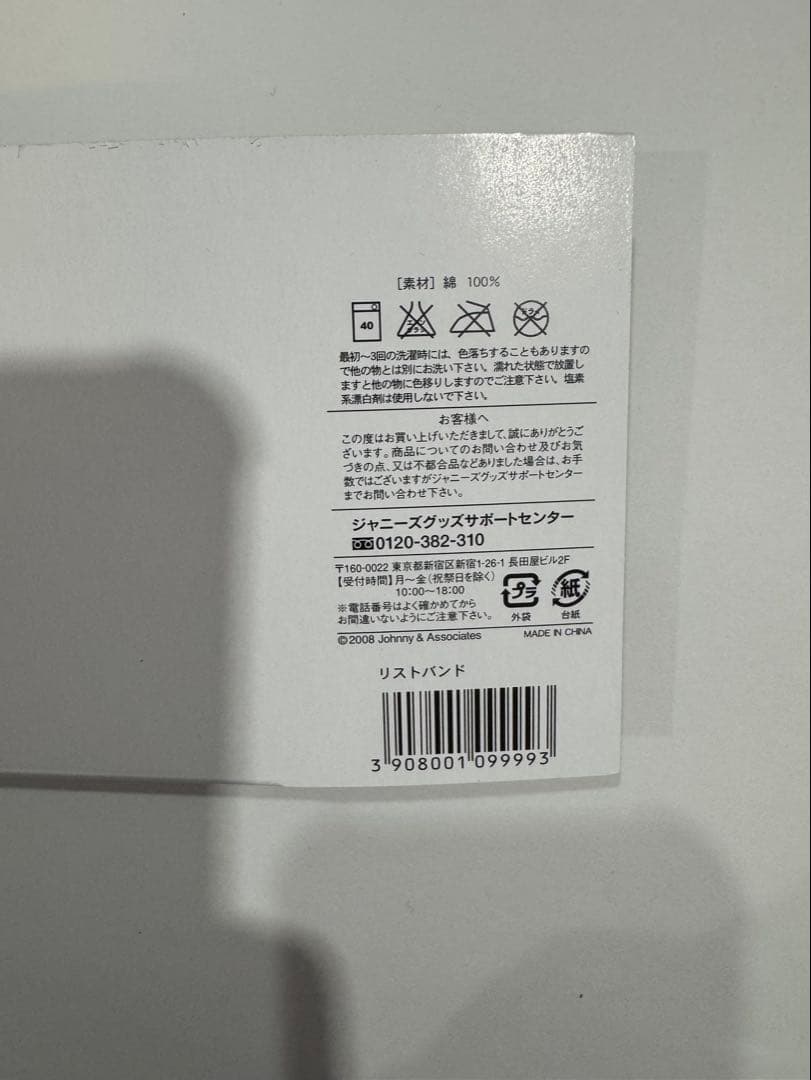 [素材] 綿 100%
40 エンソサラシ ドライ
最初〜3回の洗濯時には、色落ちすることもありますの
で他の物とは別にお洗い下さい。濡れた状態で放置し
ますと他の物に色移りしますのでご注意下さい。塩素
系漂白剤は使用しないで下さい。
お客様へ
この度はお買い上げいただきまして、誠にありがとうご
ざいます。商品についてのお問い合わせ及びお気
づきの点、又は不都合品などありました場合は、お手
数ではございますがジャニーズグッズサポートセンター
までお問い合わせ下さい。
ジャニーズグッズサポートセンター
0120-382-310
〒160-0022 東京都新宿区新宿1-26-1 長田屋ビル2F
【受付時間】月〜金(祝祭日を除く)
10:00〜18:00
※電話番号はよく確かめてから
お間違いないようにご注意下さい。
プラ 紙
外袋 台紙
©2008 Johnny & Associates MADE IN CHINA
リストバンド
3 908001 099993